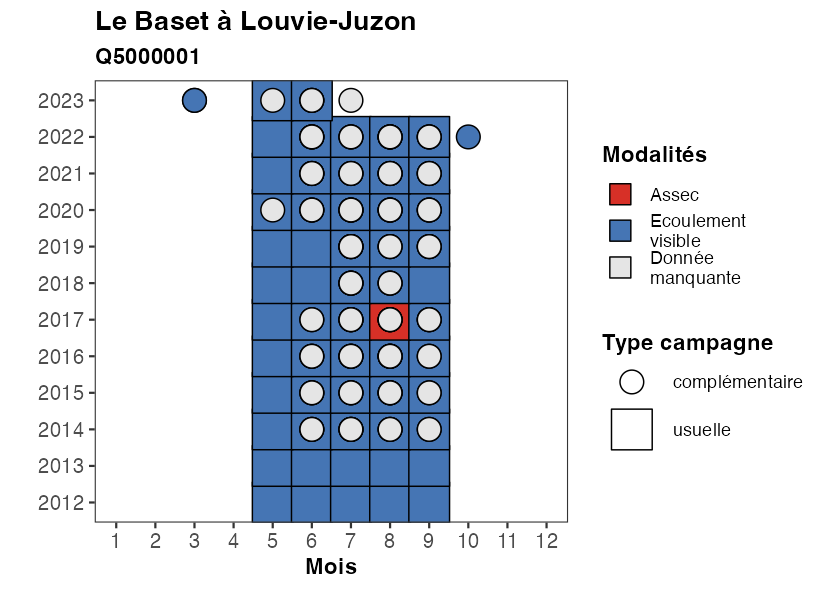 Le Baset à Louvie-Juzon
Q5000001
2023
2022
2021
2020
2019
2018
2017
2016
2015
2014
2013
2012
1 2 3 4 5 6 7 8 9 10 11 12
Mois
Modalités
Assec
Ecoulement
visible
Donnée
manquante
Type campagne
complémentaire
usuelle